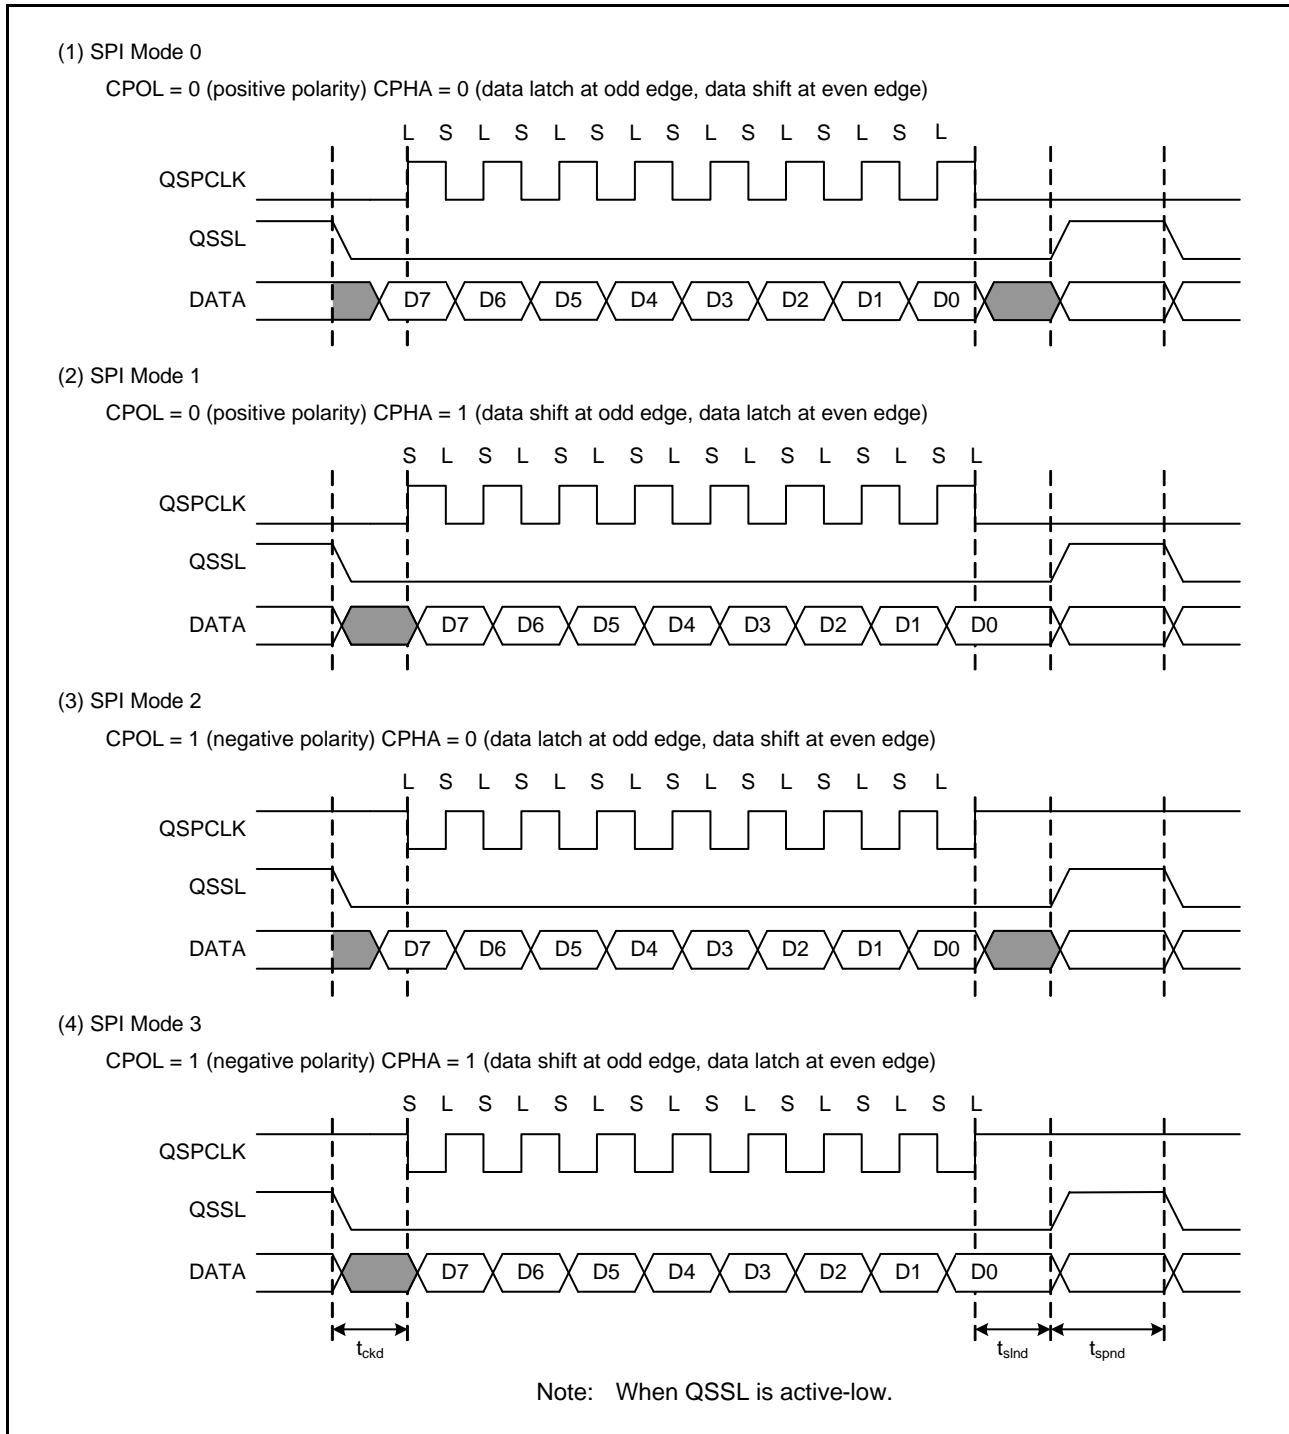 (1) SPI Mode 0
CPOL = 0 (positive polarity) CPHA = 0 (data latch at odd edge, data shift at even edge)
L S L S L S L S L S L S L S L
QSPCLK
QSSL
DATA D7 D6 D5 D4 D3 D2 D1 D0
(2) SPI Mode 1
CPOL = 0 (positive polarity) CPHA = 1 (data shift at odd edge, data latch at even edge)
S L S L S L S L S L S L S L S L
QSPCLK
QSSL
DATA D7 D6 D5 D4 D3 D2 D1 D0
(3) SPI Mode 2
CPOL = 1 (negative polarity) CPHA = 0 (data latch at odd edge, data shift at even edge)
L S L S L S L S L S L S L S L
QSPCLK
QSSL
DATA D7 D6 D5 D4 D3 D2 D1 D0
(4) SPI Mode 3
CPOL = 1 (negative polarity) CPHA = 1 (data shift at odd edge, data latch at even edge)
S L S L S L S L S L S L S L S L
QSPCLK
QSSL
DATA D7 D6 D5 D4 D3 D2 D1 D0
tckd tslnd tspnd
Note: When QSSL is active-low.